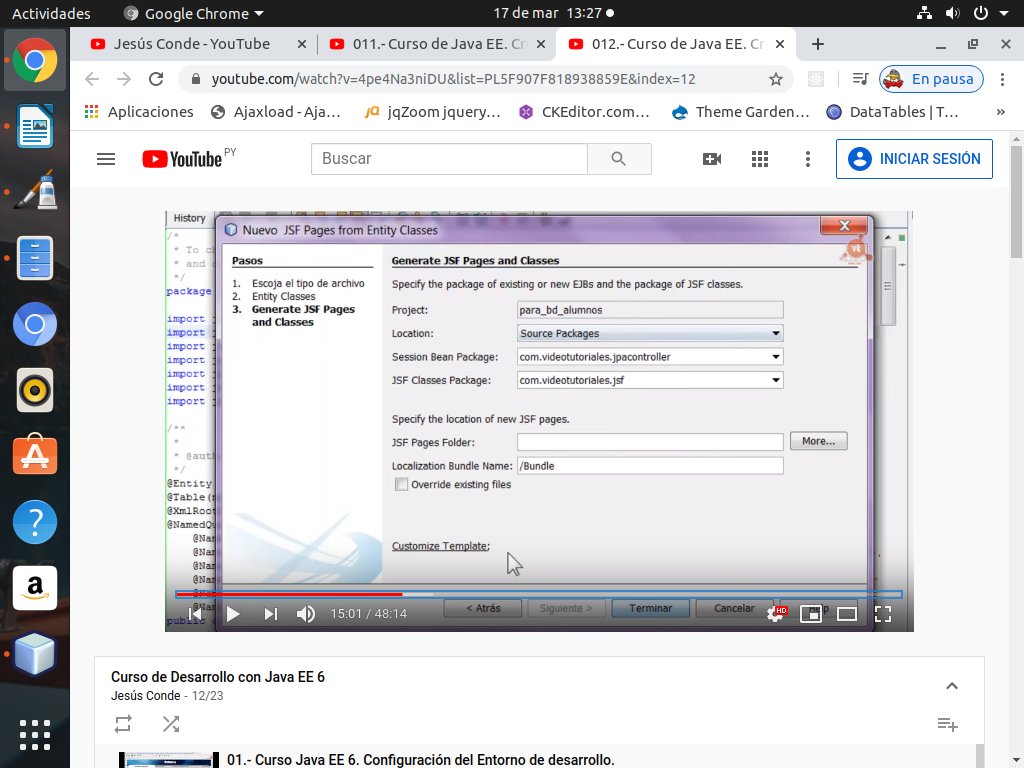 Actividades Google Chrome 17 de mar 13:27
Jesús Conde - YouTube 011.- Curso de Java EE. Cr 012.- Curso de Java EE. Cr
youtube.com/watch?v=4pe4Na3niDU&list=PL5F907F818938859E&index=12 En pausa
Aplicaciones Ajaxload - Aja... jqZoom jquery... CKEditor.com... Theme Garden... DataTables | T... »
YouTube PY Buscar INICIAR SESIÓN
History
Nuevo JSF Pages from Entity Classes
Pasos
1. Escoja el tipo de archivo
2. Entity Classes
3. Generate JSF Pages
and Classes
Generate JSF Pages and Classes
Specify the package of existing or new EJBs and the package of JSF classes.
Project: para_bd_alumnos
Location: Source Packages
Session Bean Package: com.videotutoriales.jpacontroller
JSF Classes Package: com.videotutoriales.jsf
Specify the location of new JSF pages.
JSF Pages Folder: More...
Localization Bundle Name: /Bundle
Override existing files
Customize Template:
< Atrás Siguiente > Terminar Cancelar
/*
* To c
* and o
*/
package
import
import
import
import
import
import
import
/**
*
* @auth
*/
@Entity
@Table(
@XmlRoot
@NamedQu
@Nam
@Nam
@Nam
@Nam
@Nam
@Na
public
15:01 / 48:14 HD
Curso de Desarrollo con Java EE 6
Jesús Conde - 12/23
01.- Curso Java EE 6. Configuración del Entorno de desarrollo.